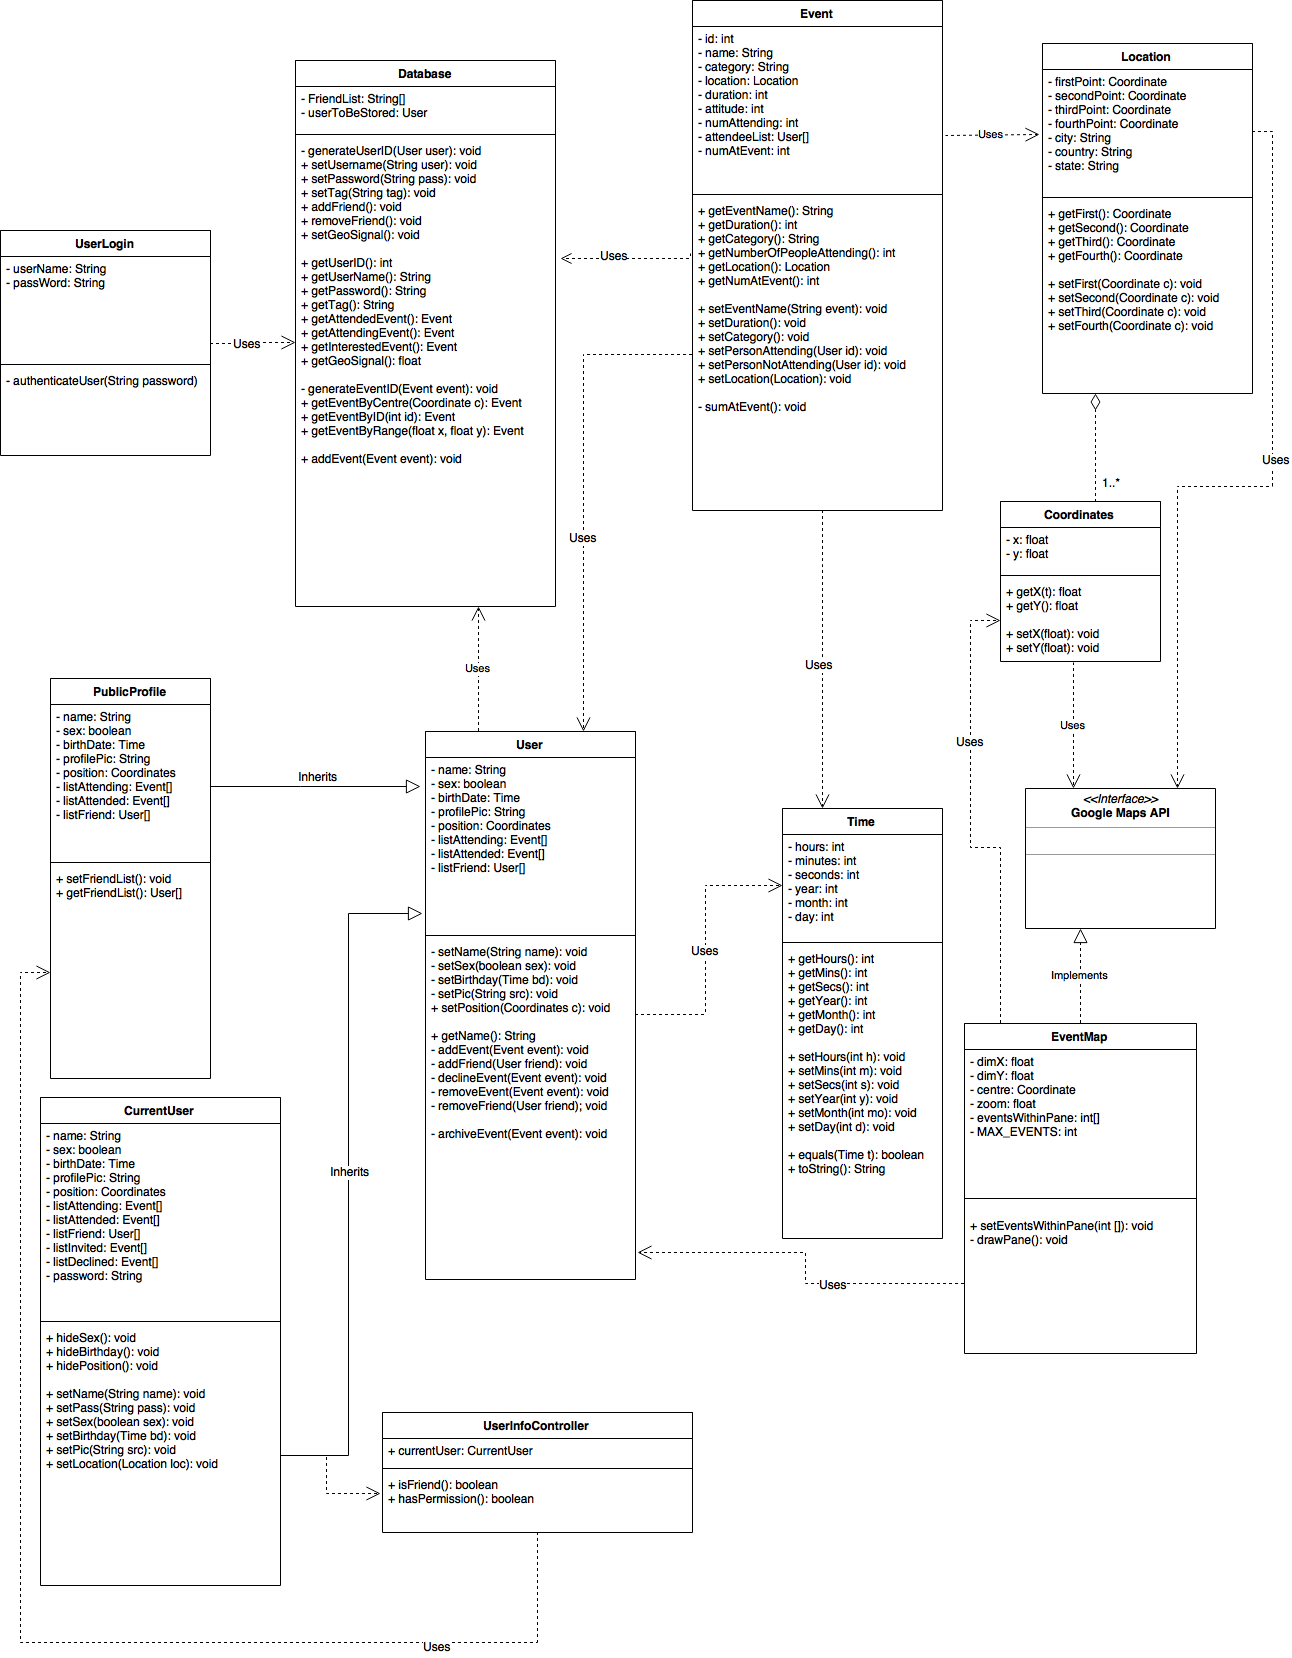 Event
- id: int
- name: String
- category: String
- location: Location
- duration: int
- attitude: int
- numAttending: int
- attendeeList: User[]
- numAtEvent: int
+ getEventName(): String
+ getDuration(): int
+ getCategory(): String
+ getNumberOfPeopleAttending(): int
+ getLocation(): Location
+ getNumAtEvent(): int
+ setEventName(String event): void
+ setDuration(): void
+ setCategory(): void
+ setPersonAttending(User id): void
+ setPersonNotAttending(User id): void
+ setLocation(Location): void
- sumAtEvent(): void
Location
- firstPoint: Coordinate
- secondPoint: Coordinate
- thirdPoint: Coordinate
- fourthPoint: Coordinate
- city: String
- country: String
- state: String
+ getFirst(): Coordinate
+ getSecond(): Coordinate
+ getThird(): Coordinate
+ getFourth(): Coordinate
+ setFirst(Coordinate c): void
+ setSecond(Coordinate c): void
+ setThird(Coordinate c): void
+ setFourth(Coordinate c): void
Uses
Database
- FriendList: String[]
- userToBeStored: User
- generateUserID(User user): void
+ setUsername(String user): void
+ setPassword(String pass): void
+ setTag(String tag): void
+ addFriend(): void
+ removeFriend(): void
+ setGeoSignal(): void
+ getUserID(): int
+ getUserName(): String
+ getPassword(): String
+ getTag(): String
+ getAttendedEvent(): Event
+ getAttendingEvent(): Event
+ getInterestedEvent(): Event
+ getGeoSignal(): float
- generateEventID(Event event): void
+ getEventByCentre(Coordinate c): Event
+ getEventByID(int id): Event
+ getEventByRange(float x, float y): Event
+ addEvent(Event event): void
Uses
UserLogin
- userName: String
- passWord: String
- authenticateUser(String password)
Uses
Uses
Uses
1..*
Coordinates
- x: float
- y: float
+ getX(t): float
+ getY(): float
+ setX(float): void
+ setY(float): void
Uses
Uses
PublicProfile
- name: String
- sex: boolean
- birthDate: Time
- profilePic: String
- position: Coordinates
- listAttending: Event[]
- listAttended: Event[]
- listFriend: User[]
+ setFriendList(): void
+ getFriendList(): User[]
Inherits
User
- name: String
- sex: boolean
- birthDate: Time
- profilePic: String
- position: Coordinates
- listAttending: Event[]
- listAttended: Event[]
- listFriend: User[]
- setName(String name): void
- setSex(boolean sex): void
- setBirthday(Time bd): void
- setPic(String src): void
+ setPosition(Coordinates c): void
+ getName(): String
- addEvent(Event event): void
- addFriend(User friend): void
- declineEvent(Event event): void
- removeEvent(Event event): void
- removeFriend(User friend); void
- archiveEvent(Event event): void
Uses
Time
- hours: int
- minutes: int
- seconds: int
- year: int
- month: int
- day: int
+ getHours(): int
+ getMins(): int
+ getSecs(): int
+ getYear(): int
+ getMonth(): int
+ getDay(): int
+ setHours(int h): void
+ setMins(int m): void
+ setSecs(int s): void
+ setYear(int y): void
+ setMonth(int mo): void
+ setDay(int d): void
+ equals(Time t): boolean
+ toString(): String
Uses
Uses
<<Interface>>
Google Maps API
Implements
EventMap
- dimX: float
- dimY: float
- centre: Coordinate
- zoom: float
- eventsWithinPane: int[]
- MAX_EVENTS: int
+ setEventsWithinPane(int []): void
- drawPane(): void
Uses
CurrentUser
- name: String
- sex: boolean
- birthDate: Time
- profilePic: String
- position: Coordinates
- listAttending: Event[]
- listAttended: Event[]
- listFriend: User[]
- listInvited: Event[]
- listDeclined: Event[]
- password: String
+ hideSex(): void
+ hideBirthday(): void
+ hidePosition(): void
+ setName(String name): void
+ setPass(String pass): void
+ setSex(boolean sex): void
+ setBirthday(Time bd): void
+ setPic(String src): void
+ setLocation(Location loc): void
Inherits
UserInfoController
+ currentUser: CurrentUser
+ isFriend(): boolean
+ hasPermission(): boolean
Uses